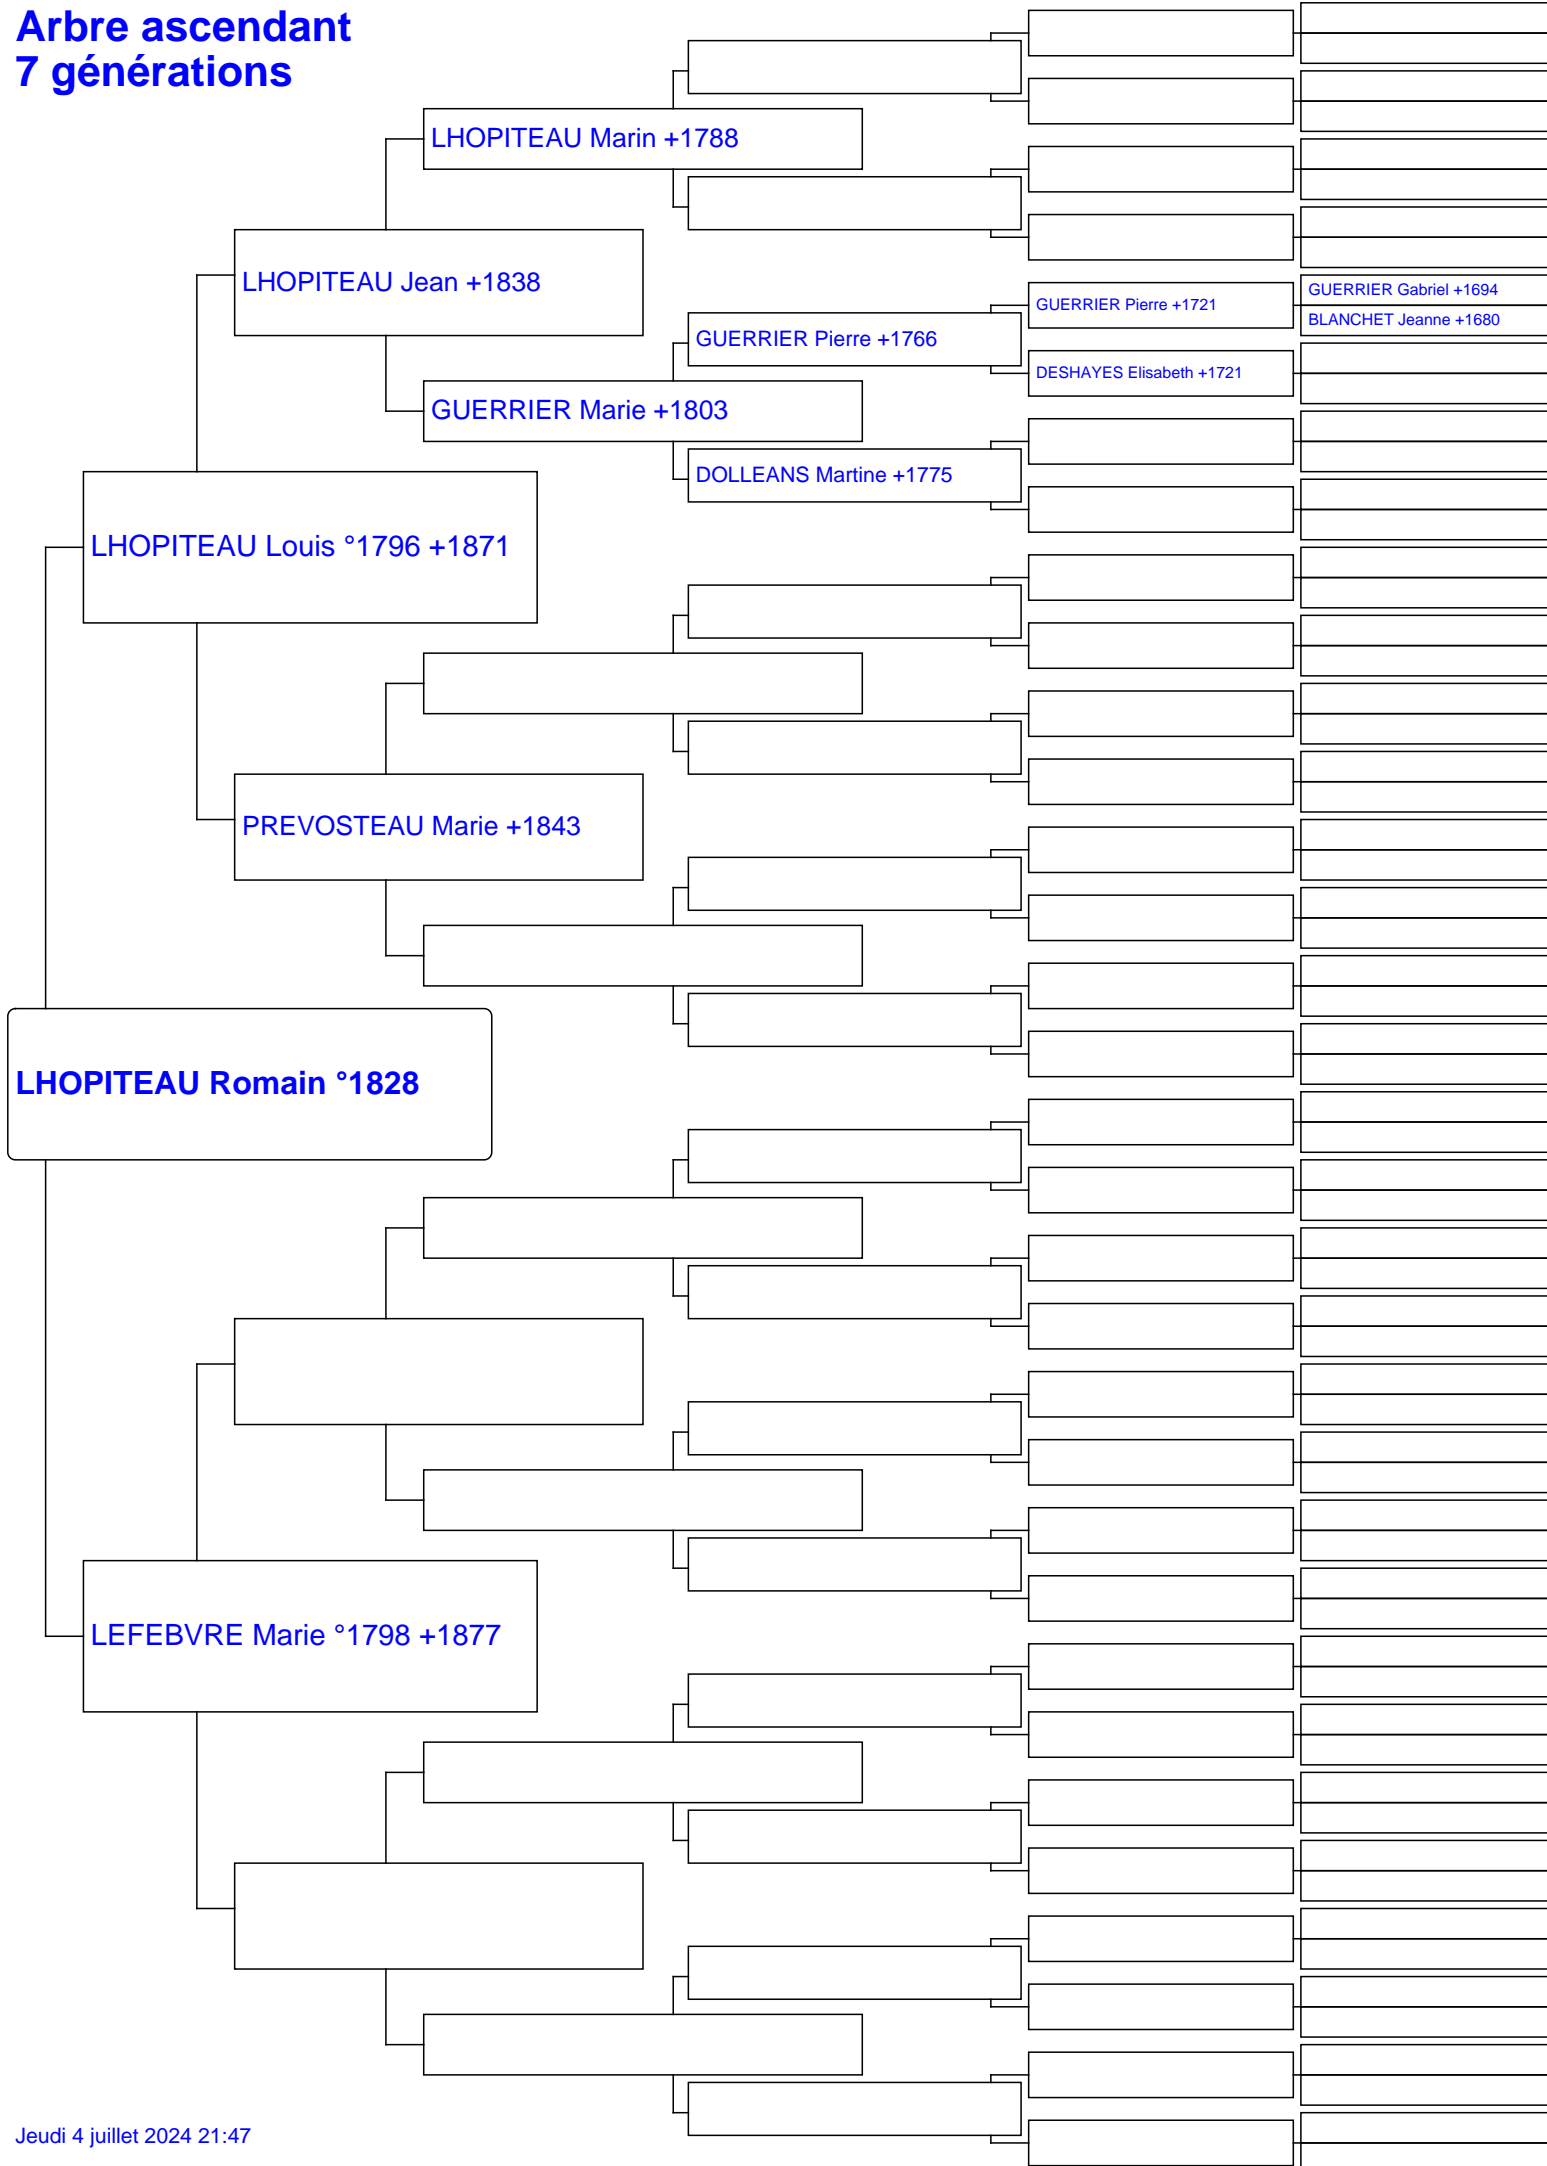 Arbre ascendant
7 générations
LHOPITEAU Marin +1788
LHOPITEAU Jean +1838
GUERRIER Gabriel +1694
GUERRIER Pierre +1721
BLANCHET Jeanne +1680
GUERRIER Pierre +1766
DESHAYES Elisabeth +1721
GUERRIER Marie +1803
DOLLEANS Martine +1775
LHOPITEAU Louis °1796 +1871
PREVOSTEAU Marie +1843
LHOPITEAU Romain °1828
LEFEBVRE Marie °1798 +1877
Jeudi 4 juillet 2024 21:47